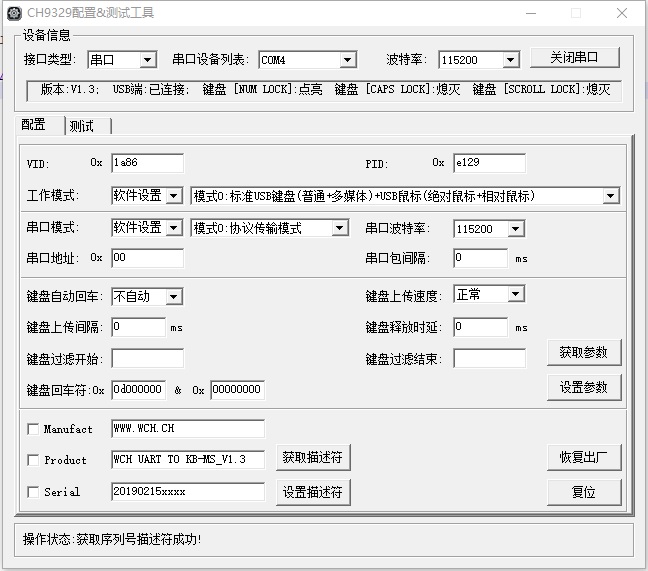 CH9329配置&测试工具
设备信息
接口类型: 串口 串口设备列表: COM4 波特率: 115200 关闭串口
版本:V1.3; USB端:已连接; 键盘 [NUM LOCK]:点亮 键盘 [CAPS LOCK]:熄灭 键盘 [SCROLL LOCK]:熄灭
配置 测试
VID: 0x 1a86 PID: 0x e129
工作模式: 软件设置 模式0:标准USB键盘(普通+多媒体)+USB鼠标(绝对鼠标+相对鼠标)
串口模式: 软件设置 模式0:协议传输模式 串口波特率: 115200
串口地址: 0x 00 串口包间隔: 0 ms
键盘自动回车: 不自动 键盘上传速度: 正常
键盘上传间隔: 0 ms 键盘释放时延: 0 ms
键盘过滤开始: 键盘过滤结束: 获取参数
键盘回车符:0x 0d000000 & 0x 00000000 设置参数
Manufact WWW.WCH.CH
Product WCH UART TO KB-MS_V1.3 获取描述符 恢复出厂
Serial 20190215xxxx 设置描述符 复位
操作状态:获取序列号描述符成功!